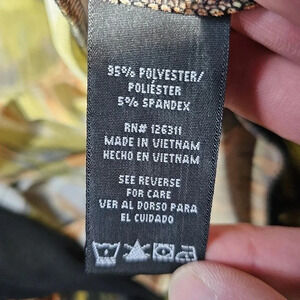 95% POLYESTER/
POLIÉSTER
5% SPANDEX
RN# 126311
MADE IN VIETNAM
HECHO EN VIETNAM
SEE REVERSE
FOR CARE
VER AL DORSO PARA
EL CUIDADO